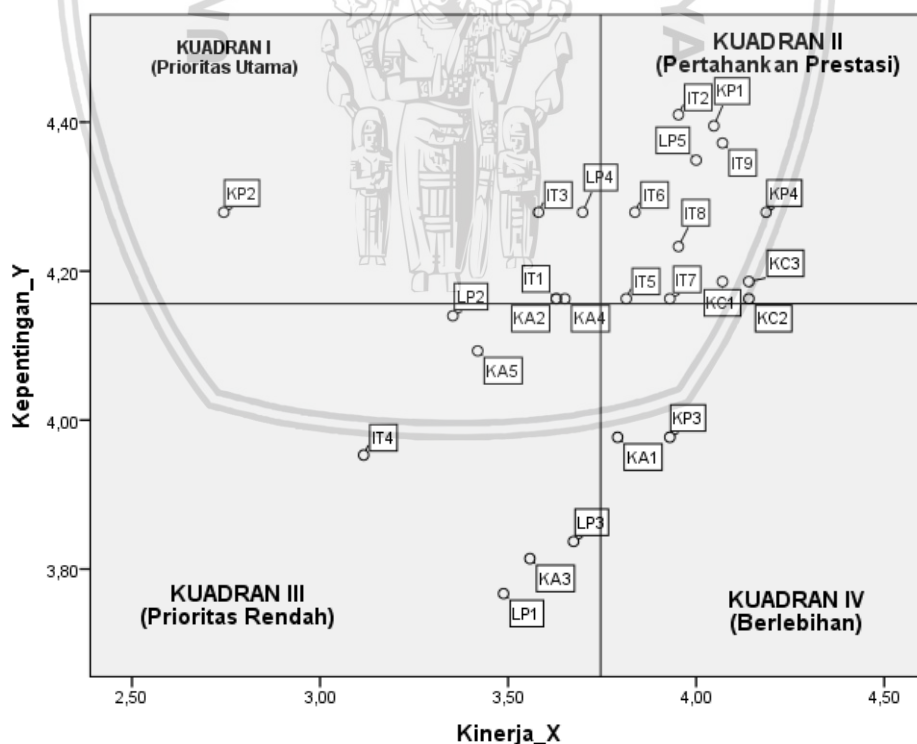 KUADRAN I
(Prioritas Utama)
KUADRAN II
(Pertahankan Prestasi)
IT2
KP1
LP5
IT9
KP2
IT3
LP4
IT6
KP4
IT8
IT1
IT5
IT7
KC3
LP2
KA2
KA4
KC1
KC2
KA5
IT4
KP3
KA1
LP3
KA3
LP1
KUADRAN III
(Prioritas Rendah)
KUADRAN IV
(Berlebihan)
4,40
4,20
4,00
3,80
Kepentingan_Y
2,50
3,00
3,50
4,00
4,50
Kinerja_X